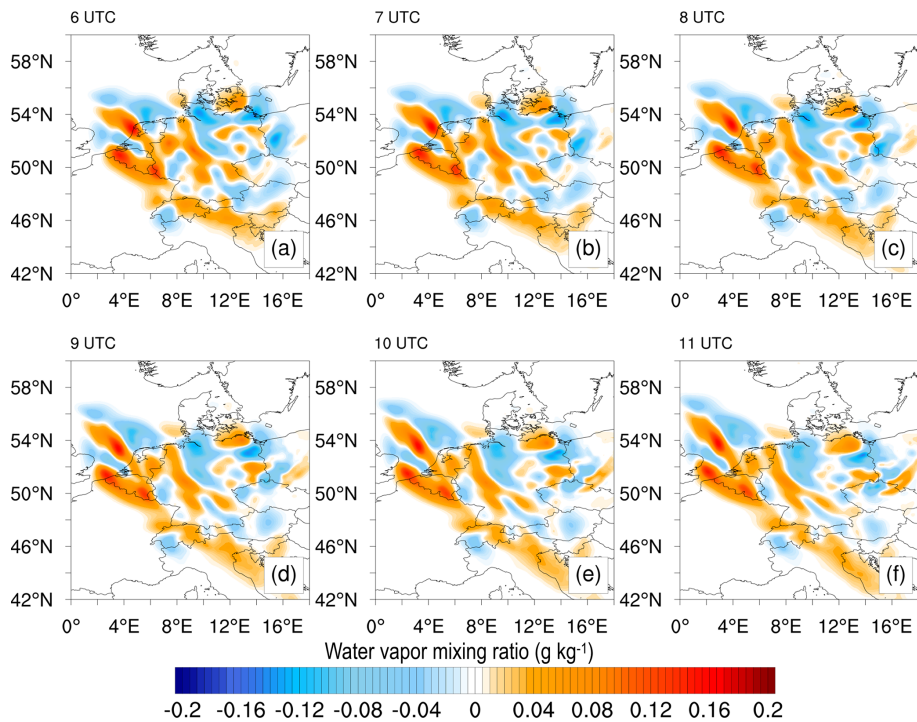 6 UTC 7 UTC 8 UTC
58°N 58°N 58°N
54°N 54°N 54°N
50°N 50°N 50°N
46°N 46°N 46°N
(a) (b) (c)
42°N 42°N 42°N
0° 4°E 8°E 12°E 16°E 0° 4°E 8°E 12°E 16°E 0° 4°E 8°E 12°E 16°E
9 UTC 10 UTC 11 UTC
58°N 58°N 58°N
54°N 54°N 54°N
50°N 50°N 50°N
46°N 46°N 46°N
(d) (e) (f)
42°N 42°N 42°N
0° 4°E 8°E 12°E 16°E 0° 4°E 8°E 12°E 16°E 0° 4°E 8°E 12°E 16°E
Water vapor mixing ratio (g kg⁻¹)
-0.2 -0.16 -0.12 -0.08 -0.04 0 0.04 0.08 0.12 0.16 0.2